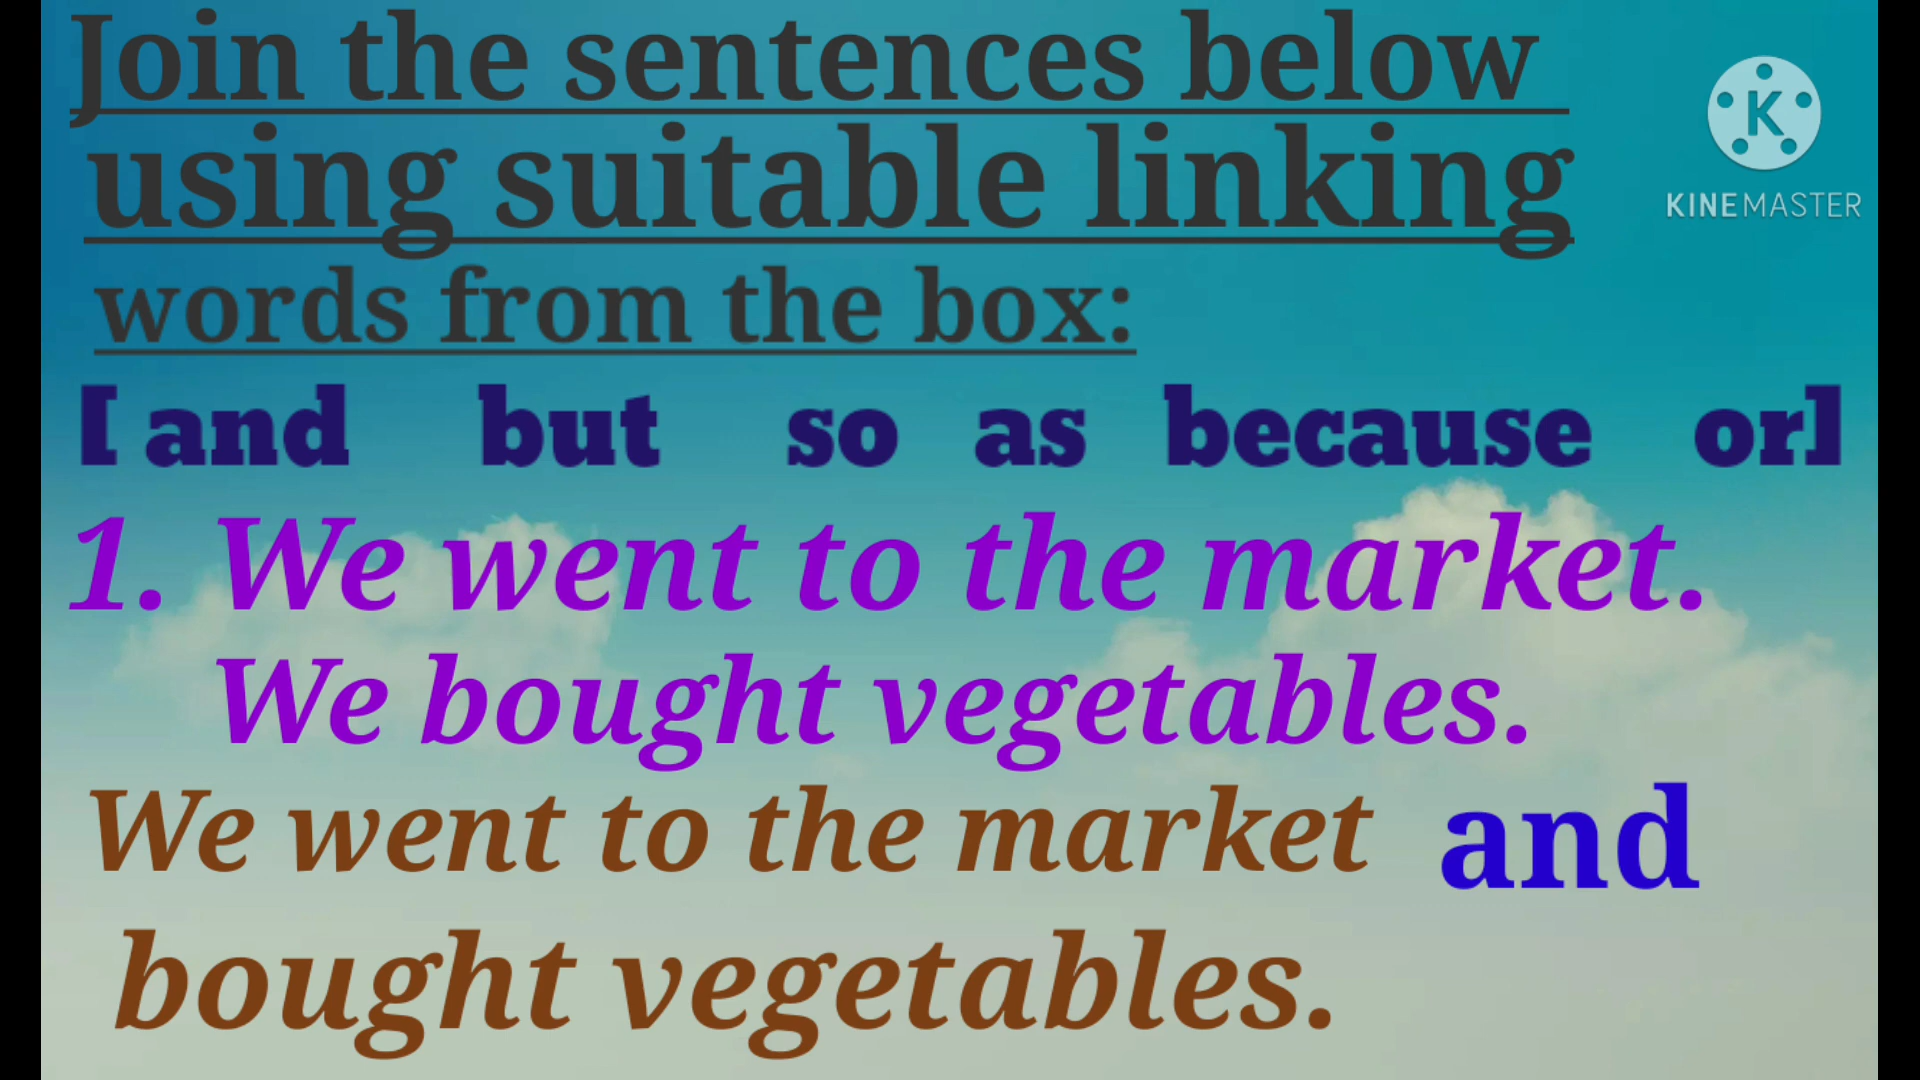 Join the sentences below
using suitable linking
words from the box:
[ and but so as because or]
1. We went to the market.
We bought vegetables.
We went to the market and
bought vegetables.
K
KINEMASTER